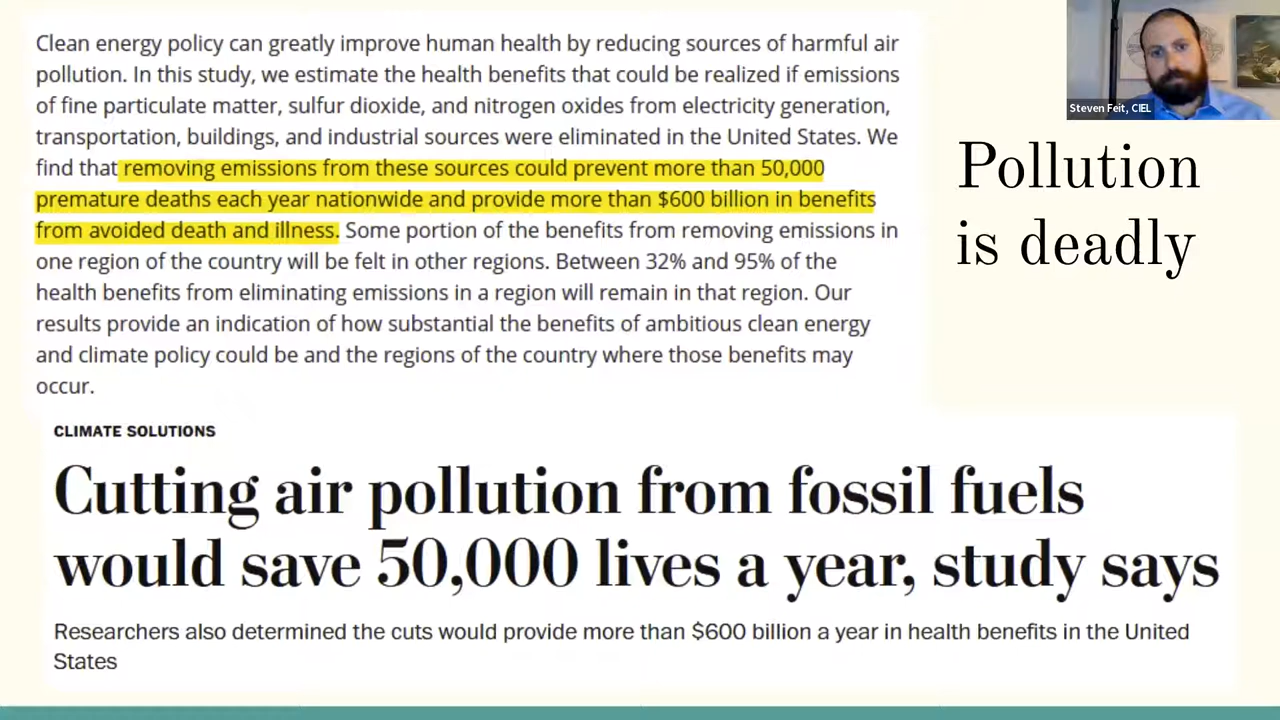 Clean energy policy can greatly improve human health by reducing sources of harmful air
pollution. In this study, we estimate the health benefits that could be realized if emissions
of fine particulate matter, sulfur dioxide, and nitrogen oxides from electricity generation,
transportation, buildings, and industrial sources were eliminated in the United States. We
find that removing emissions from these sources could prevent more than 50,000
premature deaths each year nationwide and provide more than $600 billion in benefits
from avoided death and illness. Some portion of the benefits from removing emissions in
one region of the country will be felt in other regions. Between 32% and 95% of the
health benefits from eliminating emissions in a region will remain in that region. Our
results provide an indication of how substantial the benefits of ambitious clean energy
and climate policy could be and the regions of the country where those benefits may
occur.
Steven Feit, CIEL
Pollution
is deadly
CLIMATE SOLUTIONS
Cutting air pollution from fossil fuels
would save 50,000 lives a year, study says
Researchers also determined the cuts would provide more than $600 billion a year in health benefits in the United
States